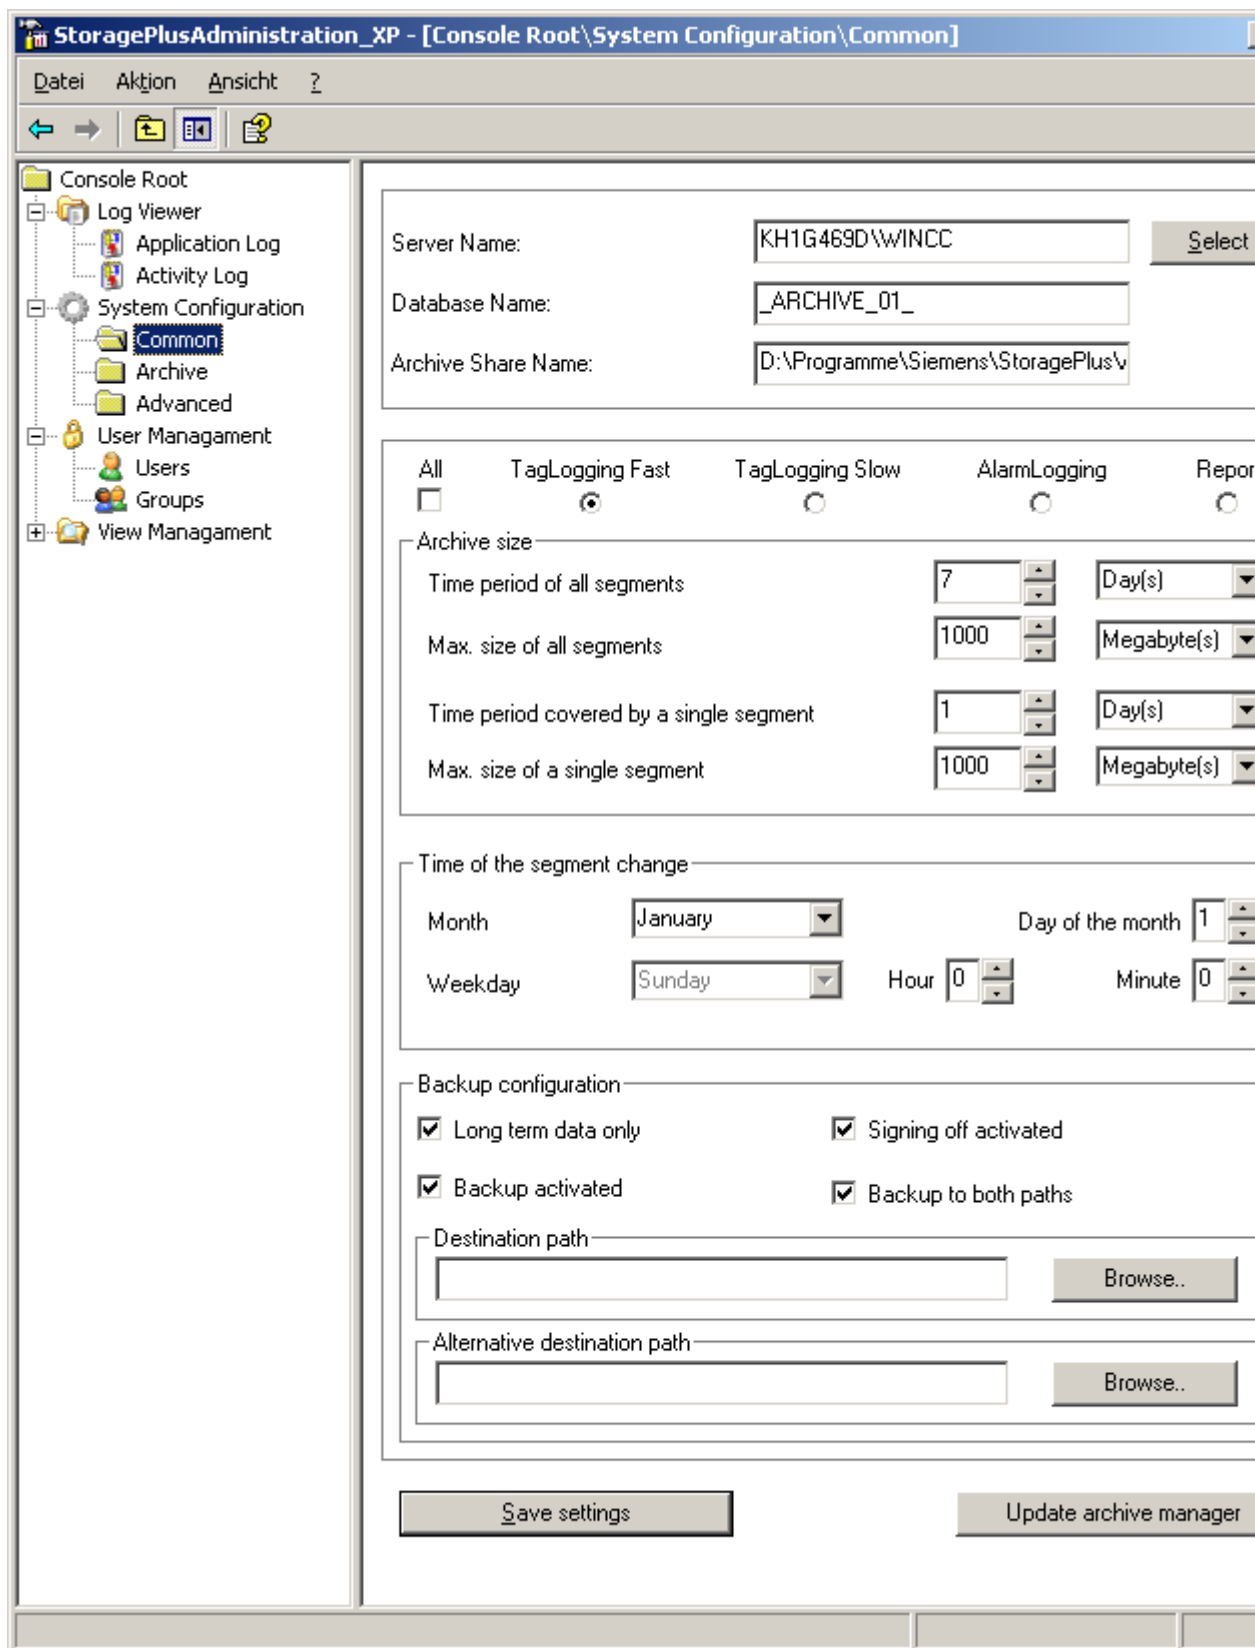 StoragePlusAdministration_XP - [Console Root\System Configuration\Common]
Datei Aktion Ansicht ?
Console Root
Log Viewer
Application Log
Activity Log
System Configuration
Common
Archive
Advanced
User Managament
Users
Groups
View Managament
Server Name: KH1G469D\WINCC Select
Database Name: _ARCHIVE_01_
Archive Share Name: D:\Programme\Siemens\StoragePlus\
All TagLogging Fast TagLogging Slow AlarmLogging Repor
Archive size
Time period of all segments 7 Day(s)
Max. size of all segments 1000 Megabyte(s)
Time period covered by a single segment 1 Day(s)
Max. size of a single segment 1000 Megabyte(s)
Time of the segment change
Month January Day of the month 1
Weekday Sunday Hour 0 Minute 0
Backup configuration
Long term data only Signing off activated
Backup activated Backup to both paths
Destination path
Browse..
Alternative destination path
Browse..
Save settings Update archive manager